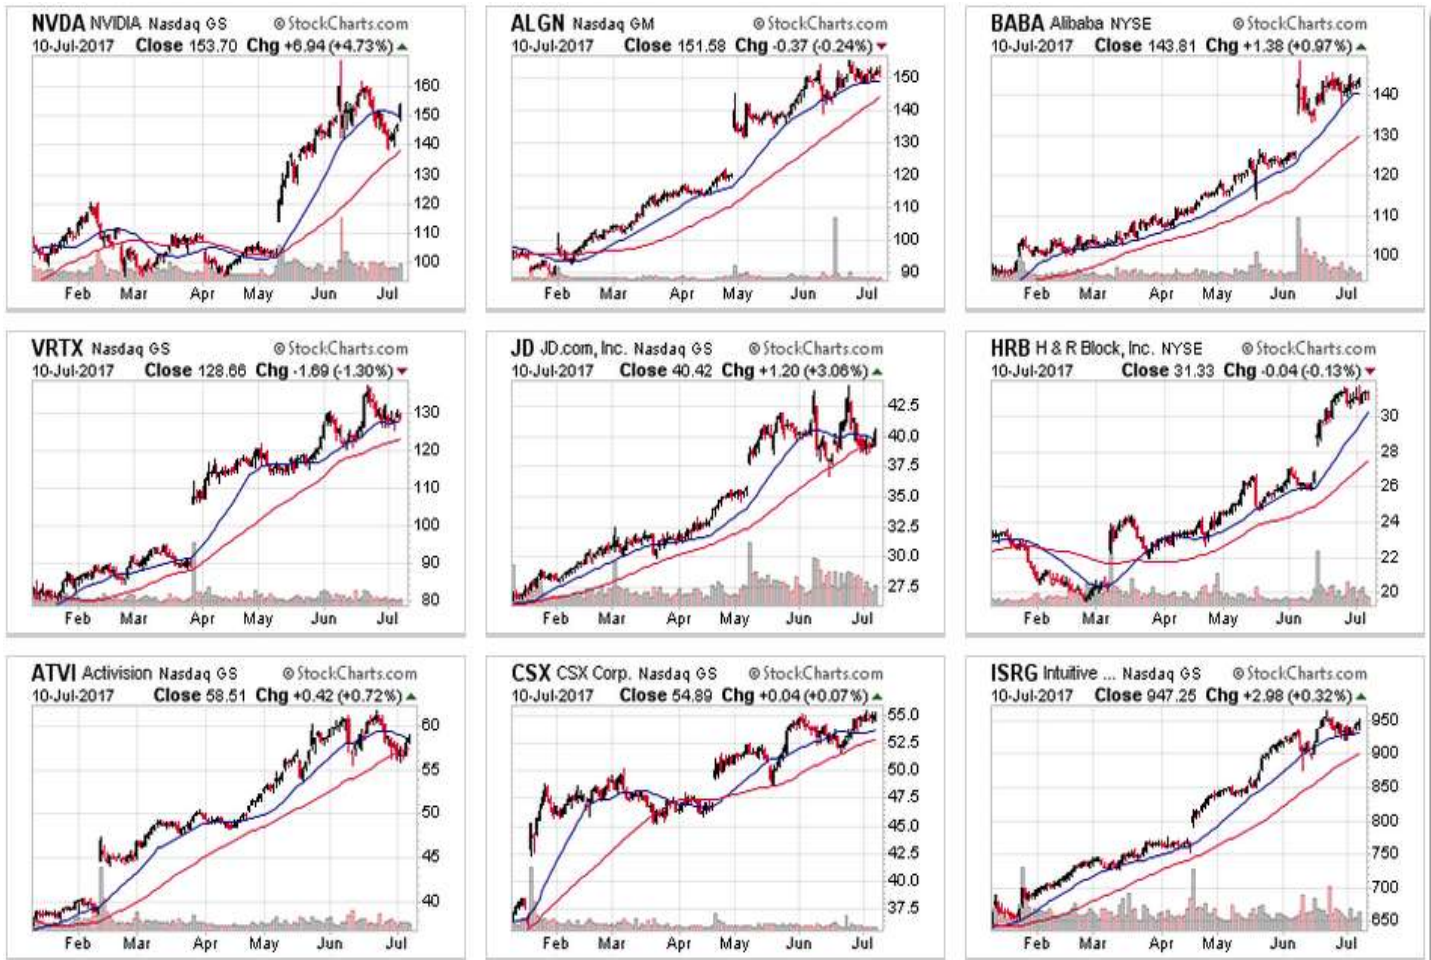 NVDA NVIDIA Nasdaq GS © StockCharts.com
10-Jul-2017 Close 153.70 Chg +6.94 (+4.73%)
160
150
140
130
120
110
100
Feb Mar Apr May Jun Jul
ALGN Nasdaq GM © StockCharts.com
10-Jul-2017 Close 151.58 Chg -0.37 (-0.24%)
150
140
130
120
110
100
90
Feb Mar Apr May Jun Jul
BABA Alibaba NYSE © StockCharts.com
10-Jul-2017 Close 143.81 Chg +1.38 (+0.97%)
140
130
120
110
100
Feb Mar Apr May Jun Jul
VRTX Nasdaq GS © StockCharts.com
10-Jul-2017 Close 128.66 Chg -1.69 (-1.30%)
130
120
110
100
90
80
Feb Mar Apr May Jun Jul
JD JD.com, Inc. Nasdaq GS © StockCharts.com
10-Jul-2017 Close 40.42 Chg +1.20 (+3.06%)
42.5
40.0
37.5
35.0
32.5
30.0
27.5
Feb Mar Apr May Jun Jul
HRB H & R Block, Inc. NYSE © StockCharts.com
10-Jul-2017 Close 31.33 Chg -0.04 (-0.13%)
30
28
26
24
22
20
Feb Mar Apr May Jun Jul
ATVI Activision Nasdaq GS © StockCharts.com
10-Jul-2017 Close 58.51 Chg +0.42 (+0.72%)
60
55
50
45
40
Feb Mar Apr May Jun Jul
CSX CSX Corp. Nasdaq GS © StockCharts.com
10-Jul-2017 Close 54.89 Chg +0.04 (+0.07%)
55.0
52.5
50.0
47.5
45.0
42.5
40.0
37.5
Feb Mar Apr May Jun Jul
ISRG Intuitive ... Nasdaq GS © StockCharts.com
10-Jul-2017 Close 947.25 Chg +2.98 (+0.32%)
950
900
850
800
750
700
650
Feb Mar Apr May Jun Jul